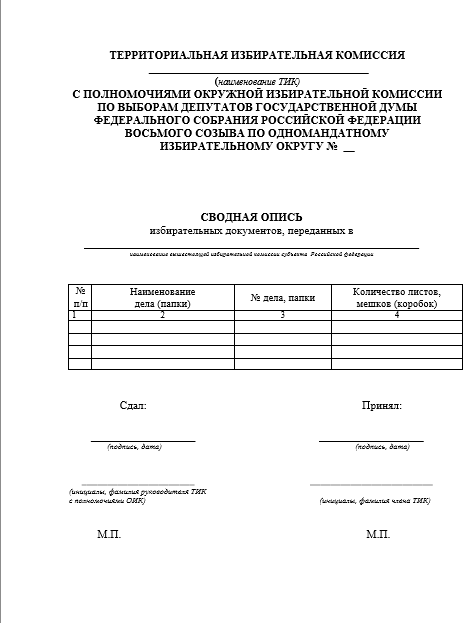 ТЕРРИТОРИАЛЬНАЯ ИЗБИРАТЕЛЬНАЯ КОМИССИЯ
(наименование ТИК)
С ПОЛНОМОЧИЯМИ ОКРУЖНОЙ ИЗБИРАТЕЛЬНОЙ КОМИССИИ
ПО ВЫБОРАМ ДЕПУТАТОВ ГОСУДАРСТВЕННОЙ ДУМЫ
ФЕДЕРАЛЬНОГО СОБРАНИЯ РОССИЙСКОЙ ФЕДЕРАЦИИ
ВОСЬМОГО СОЗЫВА ПО ОДНОМАНДАТНОМУ
ИЗБИРАТЕЛЬНОМУ ОКРУГУ № __
СВОДНАЯ ОПИСЬ
избирательных документов, переданных в
наименование вышестоящей избирательной комиссии субъекта Российской федерации
№ п/п Наименование дела (папки) № дела, папки Количество листов, мешков (коробок)
1 2 3 4
Сдал: Принял:
(подпись, дата) (подпись, дата)
(инициалы, фамилия руководителя ТИК
с полномочиями ОИК) (инициалы, фамилия члена ТИК)
М.П. М.П.